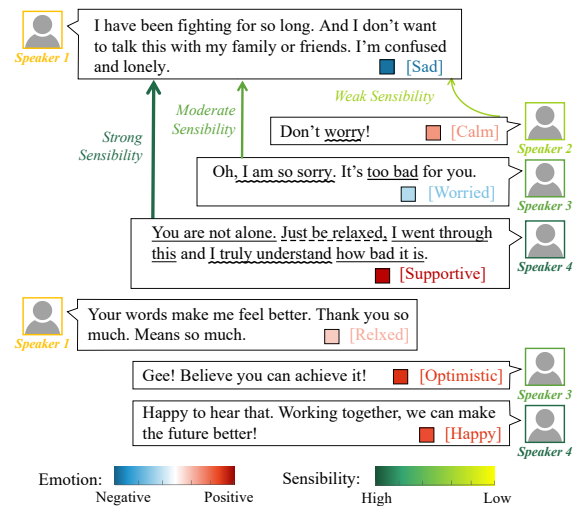 I have been fighting for so long. And I don't want
to talk this with my family or friends. I'm confused
and lonely.
[Sad]
Speaker 1
Moderate
Sensibility
Weak Sensibility
Strong
Sensibility
Don't worry!
[Calm]
Speaker 2
Oh, I am so sorry. It's too bad for you.
[Worried]
Speaker 3
You are not alone. Just be relaxed, I went through
this and I truly understand how bad it is.
[Supportive]
Speaker 4
Your words make me feel better. Thank you so
much. Means so much.
[Relxed]
Speaker 1
Gee! Believe you can achieve it!
[Optimistic]
Speaker 3
Happy to hear that. Working together, we can make
the future better!
[Happy]
Speaker 4
Emotion:
Negative
Positive
Sensibility:
High
Low